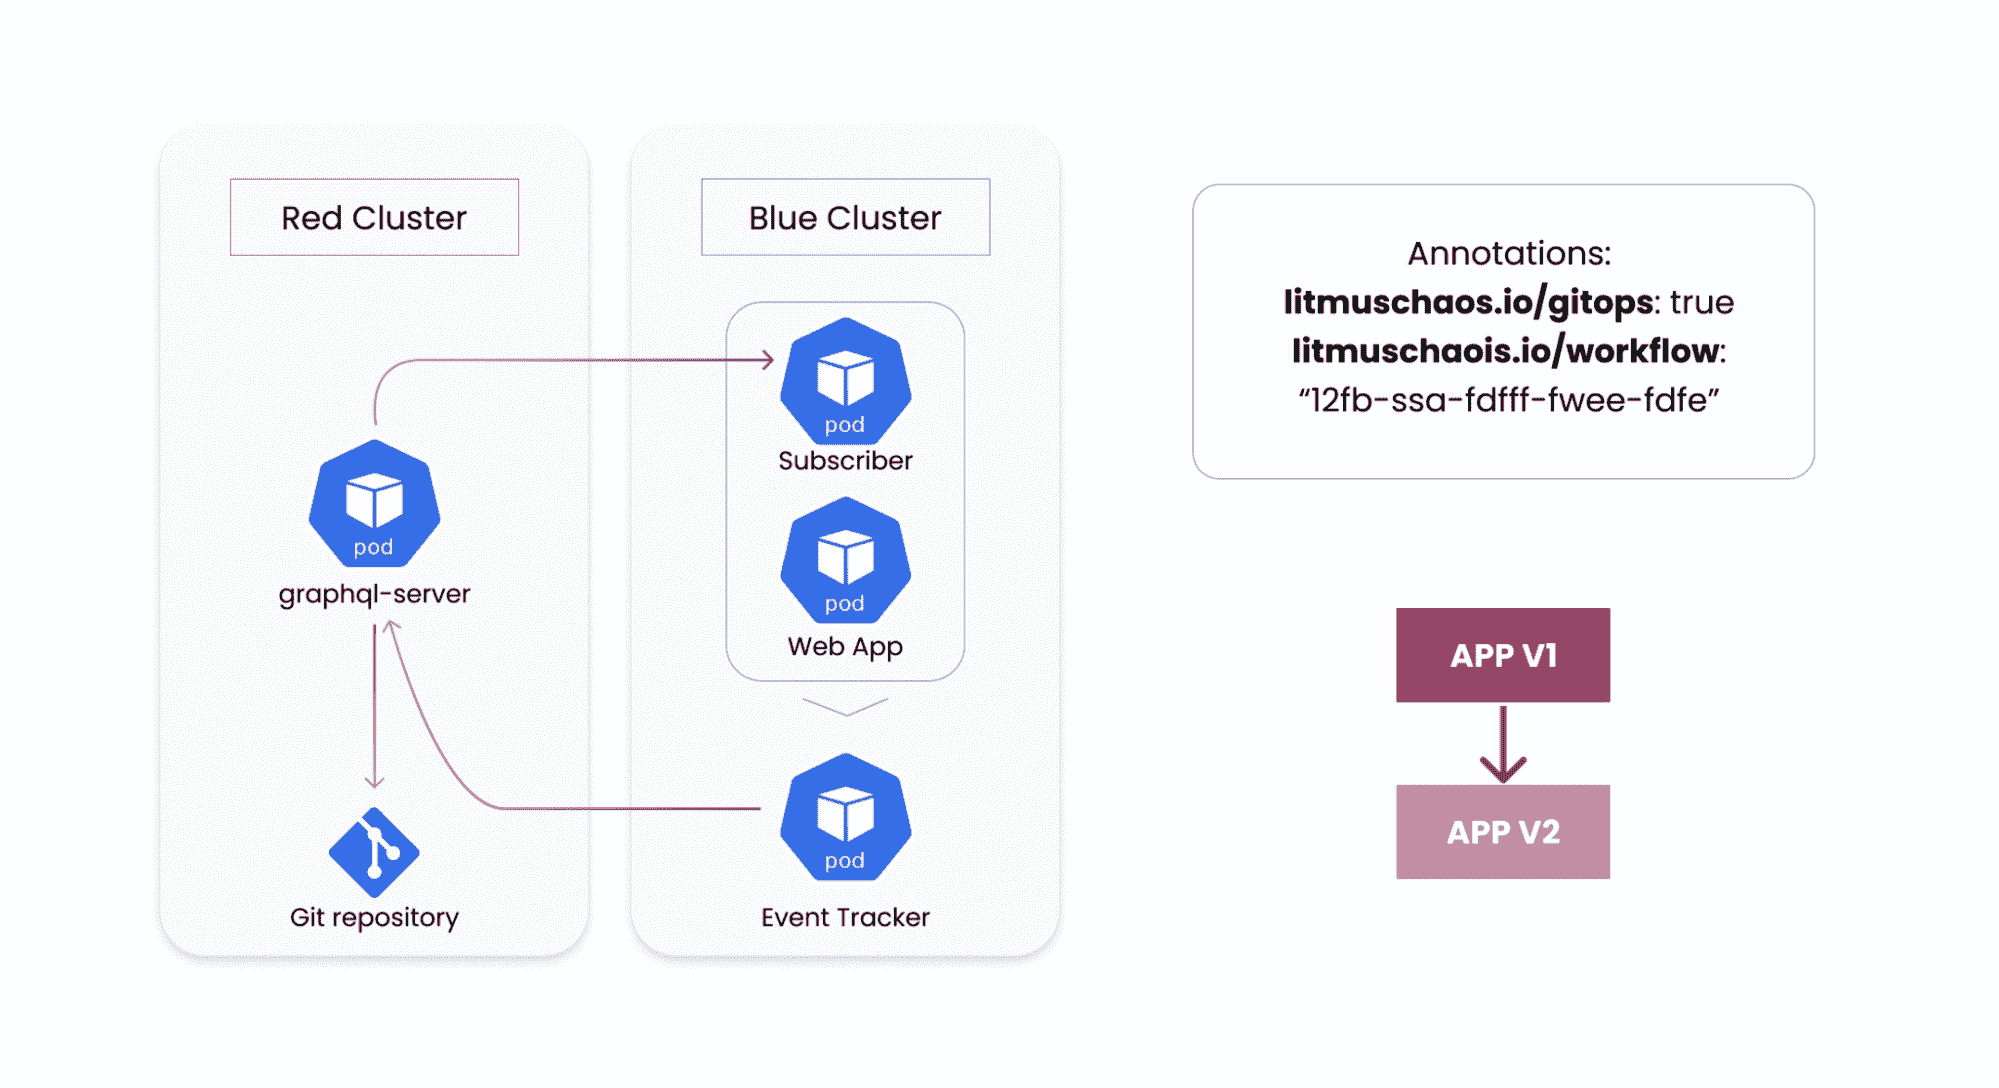 Red Cluster
pod
graphql-server
Git repository
Blue Cluster
pod
Subscriber
pod
Web App
pod
Event Tracker
Annotations:
litmuschaos.io/gitops: true
litmuschaois.io/workflow:
“12fb-ssa-fdfff-fwee-fdfe”
APP V1
APP V2